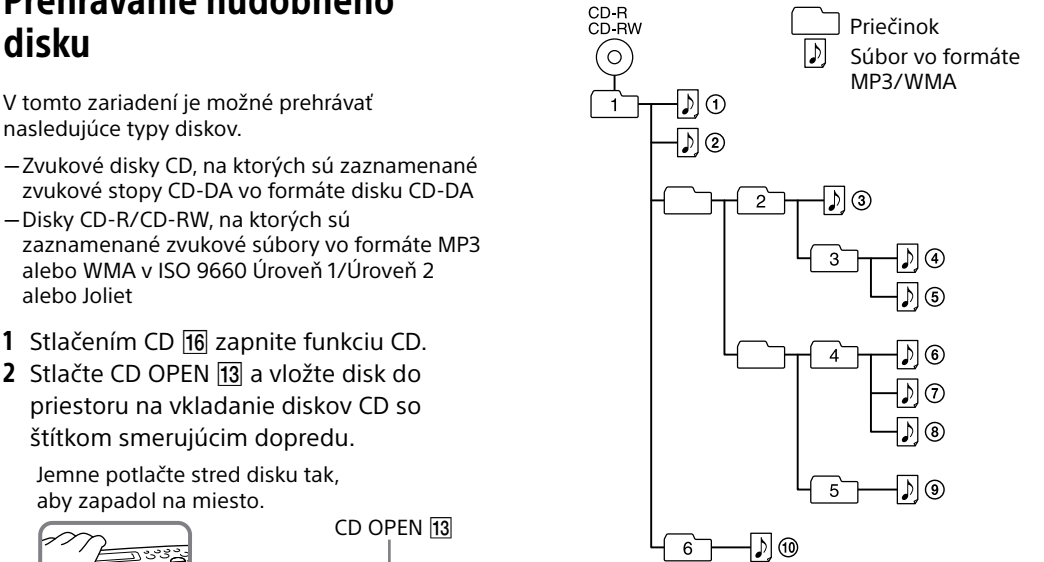 Prehrávanie hudobného
disku
V tomto zariadení je možné prehrávať
nasledujúce typy diskov.
– Zvukové disky CD, na ktorých sú zaznamenané
zvukové stopy CD-DA vo formáte disku CD-DA
– Disky CD-R/CD-RW, na ktorých sú
zaznamenané zvukové súbory vo formáte MP3
alebo WMA v ISO 9660 Úroveň 1/Úroveň 2
alebo Joliet
1 Stlačením CD 16 zapnite funkciu CD.
2 Stlačte CD OPEN 13 a vložte disk do
priestoru na vkladanie diskov CD so
štítkom smerujúcim dopredu.
Jemne potlačte stred disku tak,
aby zapadol na miesto.
CD OPEN 13
CD-R
CD-RW
Priečinok
Súbor vo formáte
MP3/WMA
1 ①
②
2 ③
3 ④
⑤
4 ⑥
⑦
⑧
5 ⑨
6 ⑩